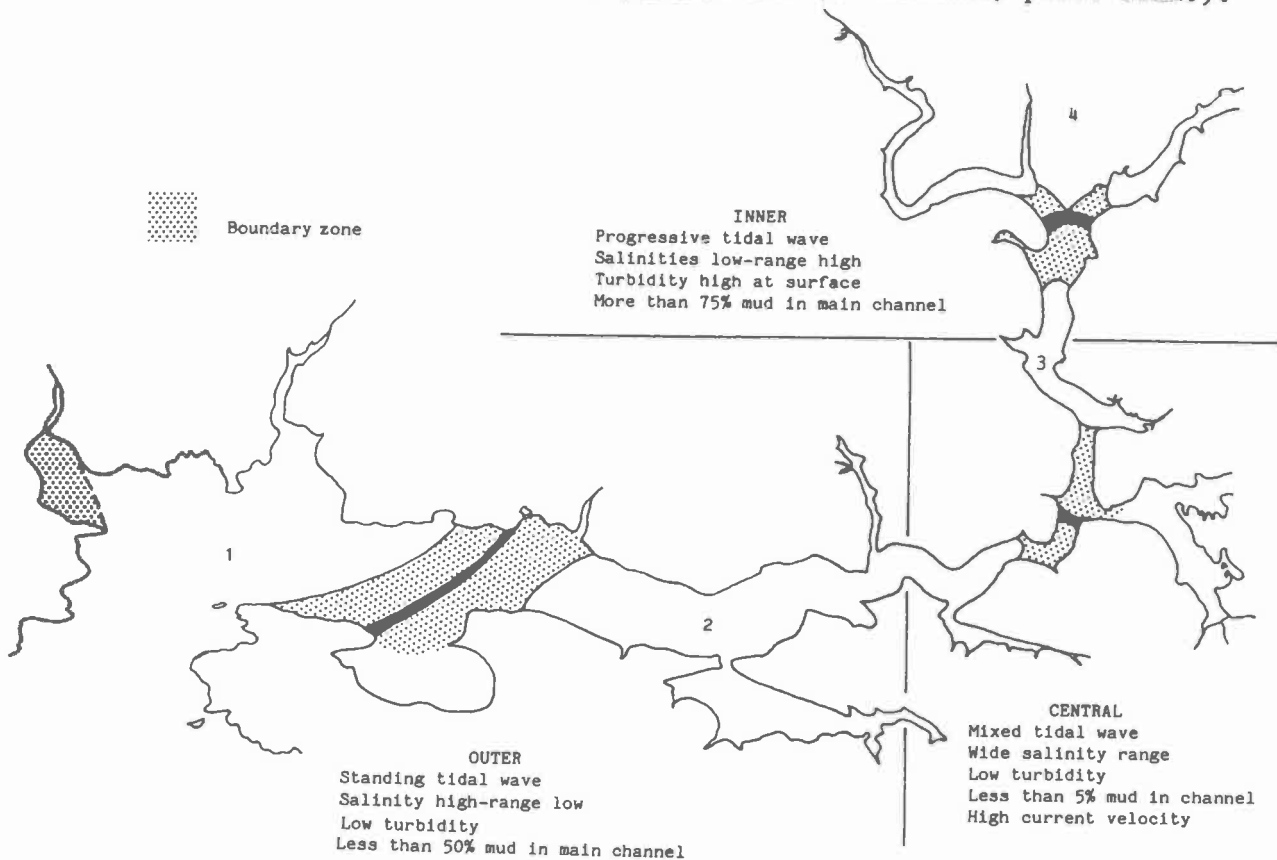 4
Boundary zone
INNER
Progressive tidal wave
Salinities low-range high
Turbidity high at surface
More than 75% mud in main channel
3
1
2
OUTER
Standing tidal wave
Salinity high-range low
Low turbidity
Less than 50% mud in main channel
CENTRAL
Mixed tidal wave
Wide salinity range
Low turbidity
Less than 5% mud in channel
High current velocity